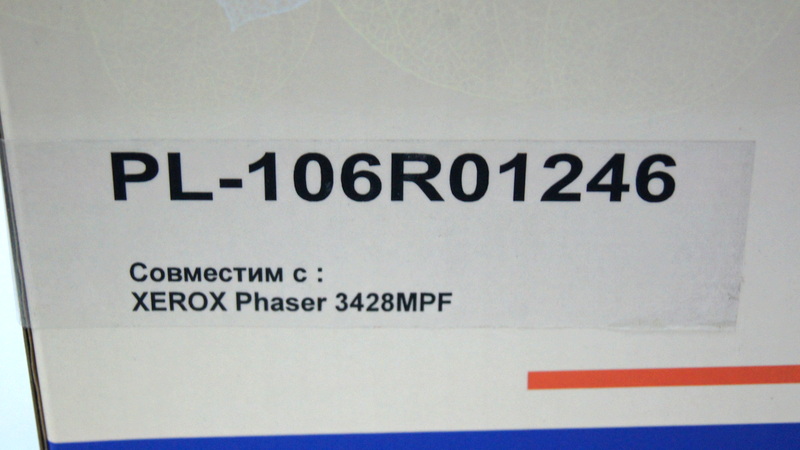 PL-106R01246
Совместим с :
XEROX Phaser 3428MPF